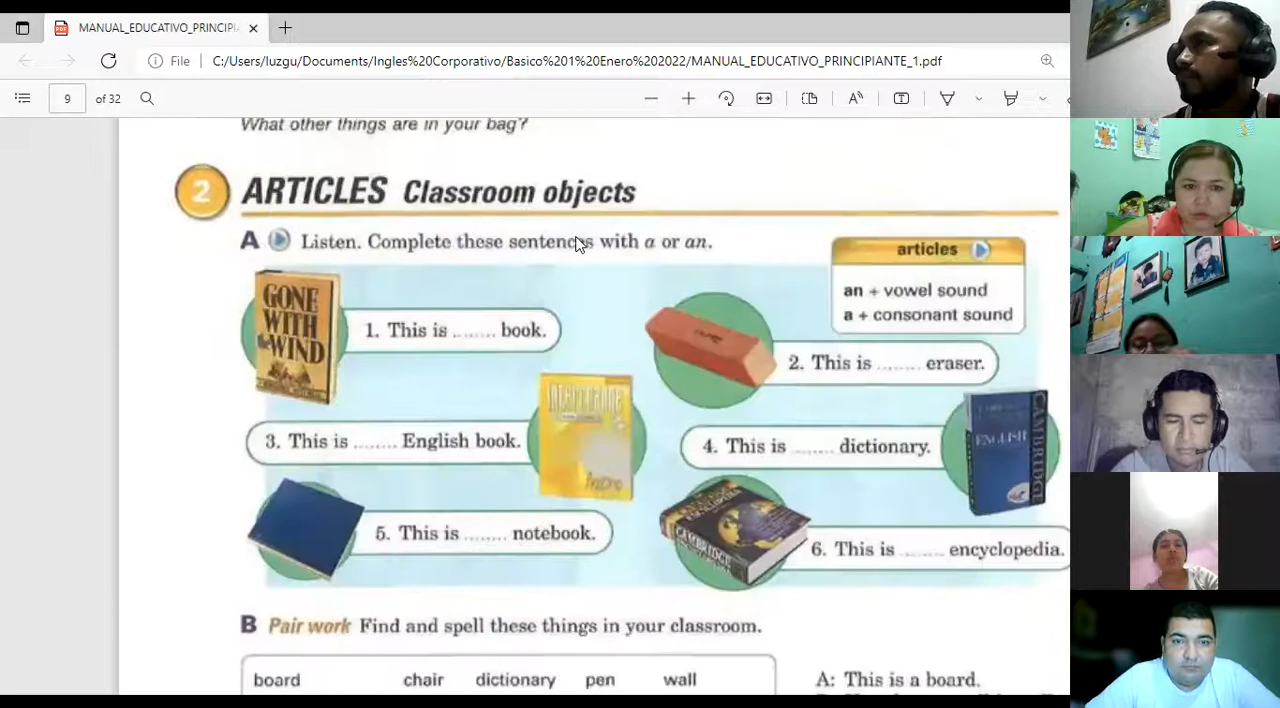 MANUAL_EDUCATIVO_PRINCIPI
File
C:/Users/luzgu/Documents/Ingles%20Corporativo/Basico%201%20Enero%202022/MANUAL_EDUCATIVO_PRINCIPIANTE_1.pdf
9 of 32
What other things are in your bag?
2 ARTICLES Classroom objects
A Listen. Complete these sentences with a or an.
articles
an + vowel sound
a + consonant sound
GONE
WITH
the WIND
1. This is ........ book.
2. This is ........ eraser.
3. This is ........ English book.
4. This is ........ dictionary.
ENGLISH
CAMBRIDGE
5. This is ........ notebook.
6. This is ........ encyclopedia.
CAMBRIDGE
B Pair work Find and spell these things in your classroom.
board chair dictionary pen wall
A: This is a board.